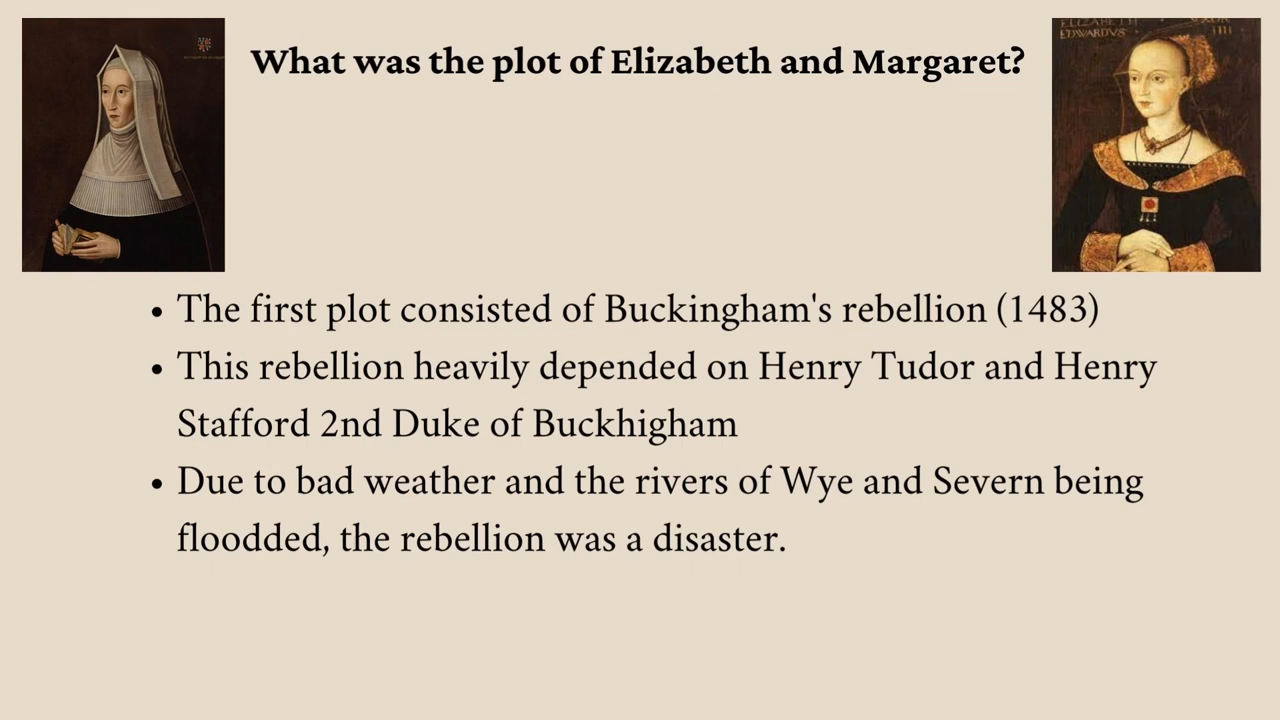 What was the plot of Elizabeth and Margaret?
EDWARDVS
• The first plot consisted of Buckingham's rebellion (1483)
• This rebellion heavily depended on Henry Tudor and Henry
Stafford 2nd Duke of Buckhigham
• Due to bad weather and the rivers of Wye and Severn being
floodded, the rebellion was a disaster.